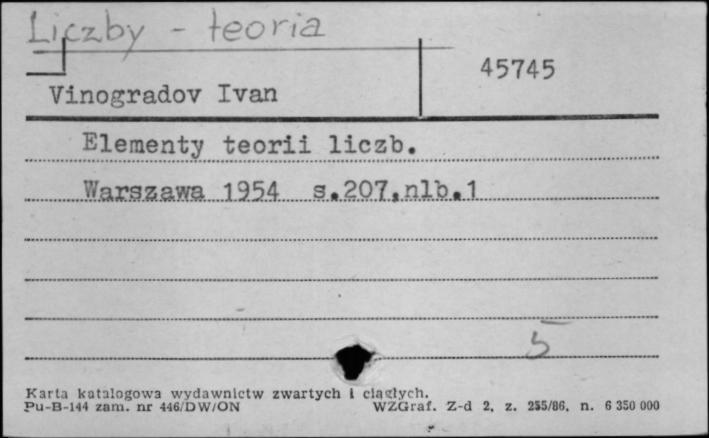 Liczby - teoria
45745
Vinogradov Ivan
Elementy teorii liczb.
Warszawa 1954 s.207,nlb.1
5
Karta katalogowa wydawnictw zwartych i ciągłych.
Pu-B-144 zam. nr 446/DW/ON WZGraf. Z-d 2, z. 255/86, n. 6 350 000